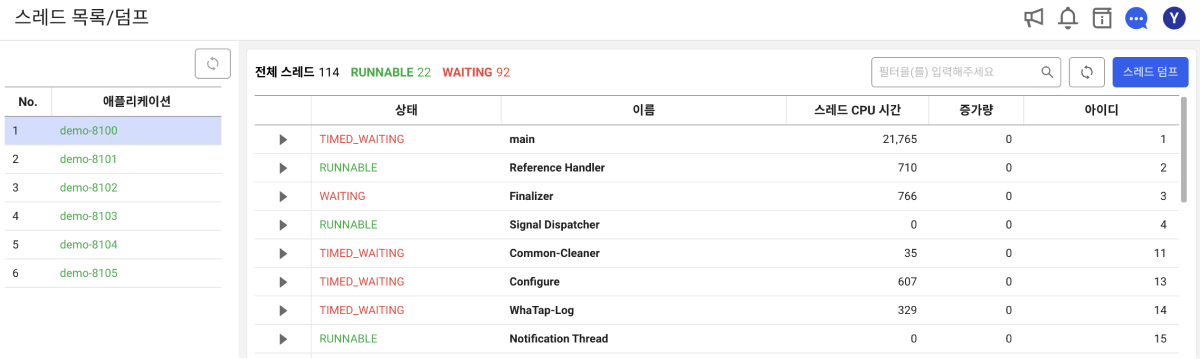 스레드 목록/덤프
Y
No. 애플리케이션
1 demo-8100
2 demo-8101
3 demo-8102
4 demo-8103
5 demo-8104
6 demo-8105
전체 스레드 114 RUNNABLE 22 WAITING 92 필터을(를) 입력해주세요 스레드 덤프
상태 이름 스레드 CPU 시간 증가량 아이디
TIMED_WAITING main 21,765 0 1
RUNNABLE Reference Handler 710 0 2
WAITING Finalizer 766 0 3
RUNNABLE Signal Dispatcher 0 0 4
TIMED_WAITING Common-Cleaner 35 0 11
TIMED_WAITING Configure 607 0 13
TIMED_WAITING WhaTap-Log 329 0 14
RUNNABLE Notification Thread 0 0 15